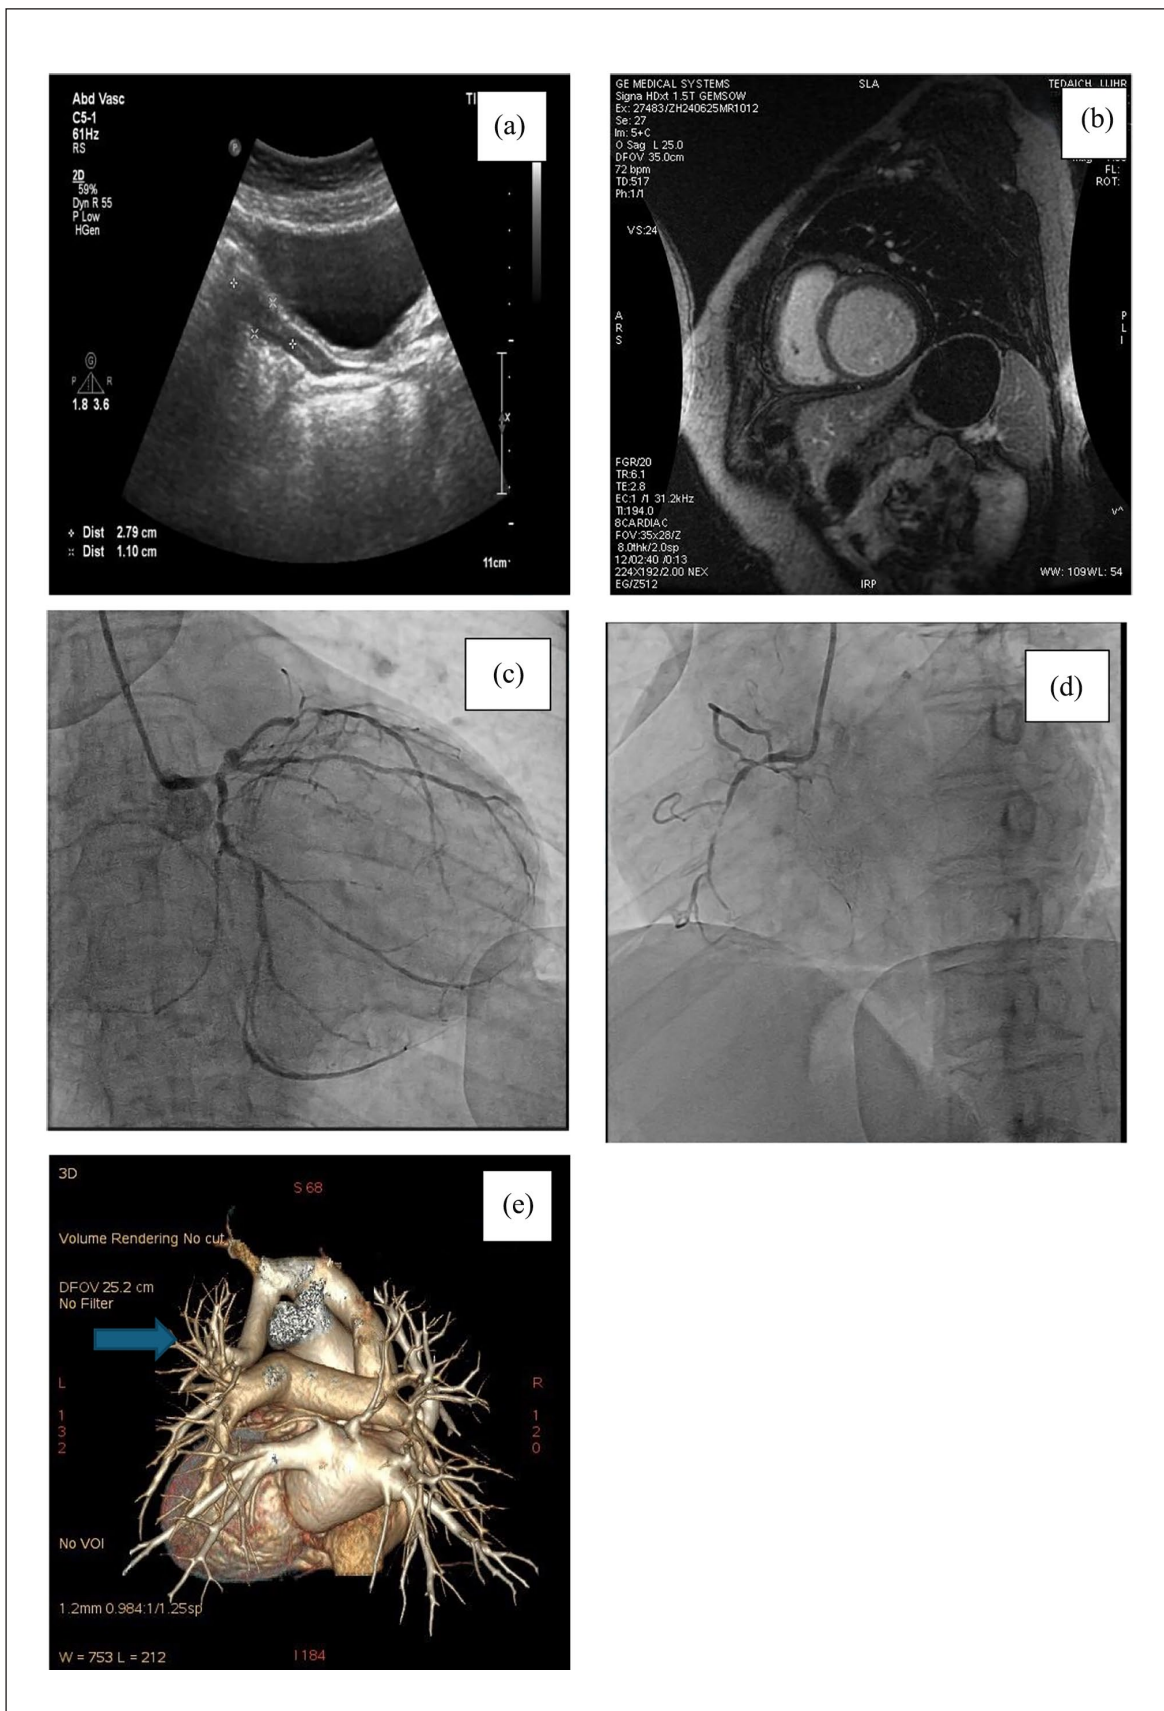 Abd Vasc
C5-1
61Hz
RS
2D
59%
Dyn R 55
P Low
HGen
TI
(a)
P
G
P R
1.8 3.6
x
Dist 2.79 cm
Dist 1.10 cm
11cm
GE MEDICAL SYSTEMS
Signa HDxt 1.5T GEMSOW
Ex: 27483/ZH240625MR1012
Se: 27
Im: 5+C
O Sag L 25.0
DFOV 35.0cm
72 bpm
TD:517
Ph:1/1
VS:24
SLA
(b)
FL:
ROT:
A
R
S
P
L
I
FGR/20
TR:6.1
TE:2.8
EC:1 /1 31.2kHz
TI:194.0
8CARDIAC
FOV:35x28/Z
8.0thk/2.0sp
12/02:40 /0:13
224X192/2.00 NEX
EG/Z512
IRP
v^
WW: 109WL: 54
(c)
(d)
3D
S 68
(e)
Volume Rendering No cut
DFOV 25.2 cm
No Filter
L
1
3
2
R
1
2
0
No VOI
1.2mm 0.984:1/1.25sp
W = 753 L = 212
I 184